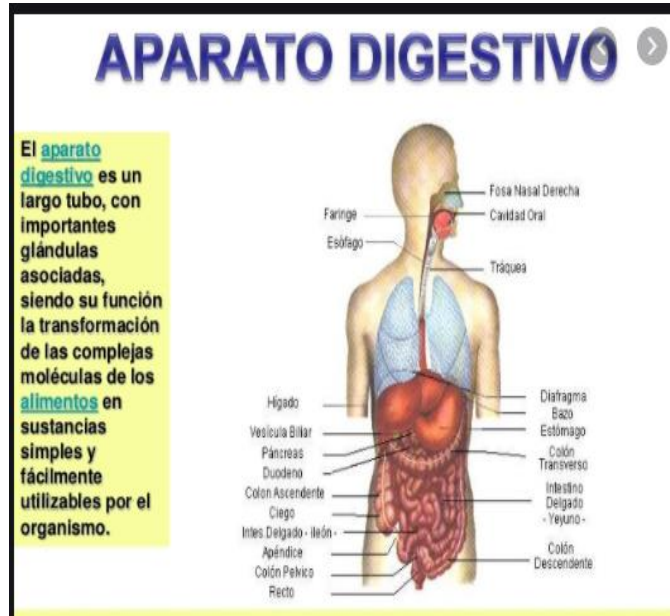 APARATO DIGESTIVO
El aparato
digestivo es un
largo tubo, con
importantes
glándulas
asociadas,
siendo su función
la transformación
de las complejas
moléculas de los
alimentos en
sustancias
simples y
fácilmente
utilizables por el
organismo.
Faringe
Esófago
Fosa Nasal Derecha
Cavidad Oral
Tráquea
Hígado
Vesícula Biliar
Páncreas
Duodeno
Colon Ascendente
Ciego
Intes.Delgado - ileón -
Apéndice
Colón Pelvico
Recto
Diafragma
Bazo
Estómago
Colón
Transverso
Intestino
Delgado
- Yeyuno -
Colón
Descendente